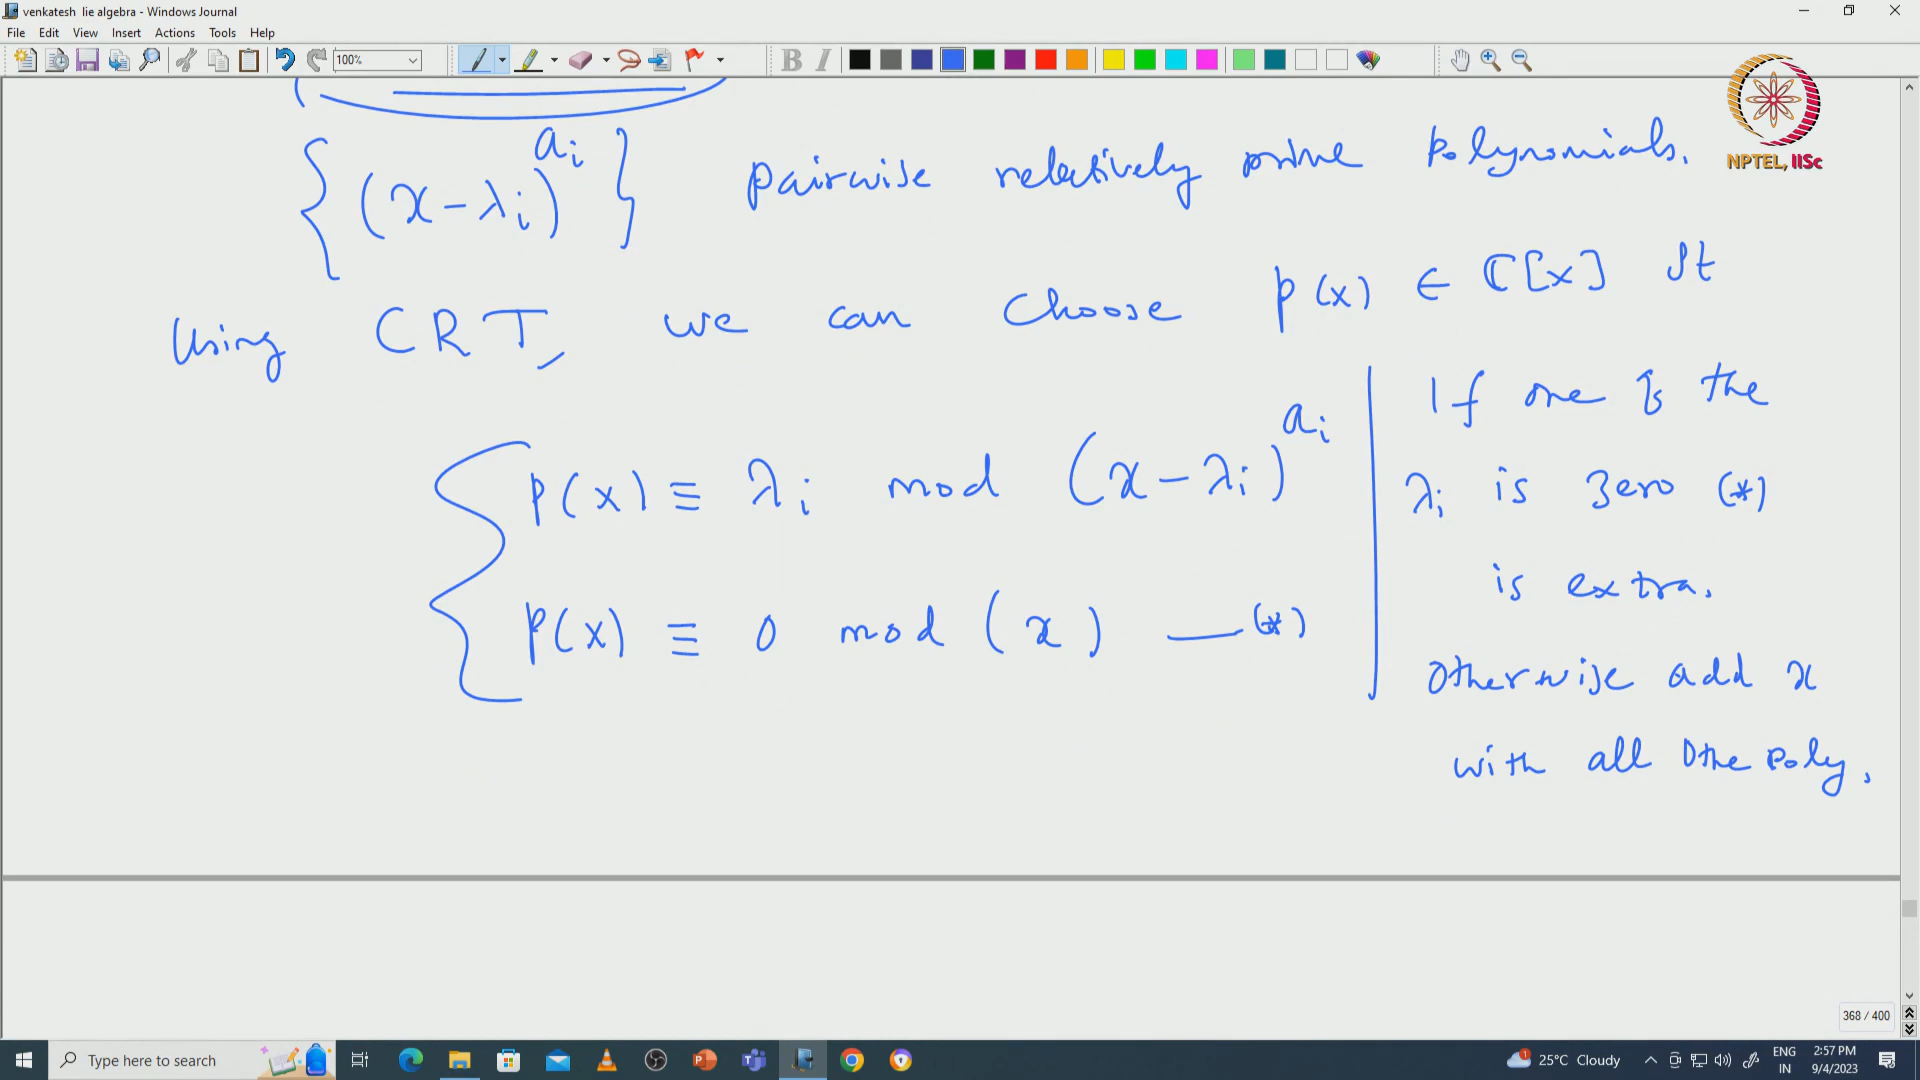 venkatesh lie algebra - Windows Journal
File Edit View Insert Actions Tools Help
100%
B I
NPTEL, IISc
{ (x - λi)^ai } pairwise relatively prime polynomials.
Using CRT, we can choose p(x) ∈ ℂ[x] st
p(x) ≡ λi mod (x - λi)^ai
p(x) ≡ 0 mod (x) — (*)
If one of the
λi is zero (*)
is extra.
Otherwise add x
with all othe poly.
368 / 400
Type here to search
25°C Cloudy
ENG
IN
2:57 PM
9/4/2023